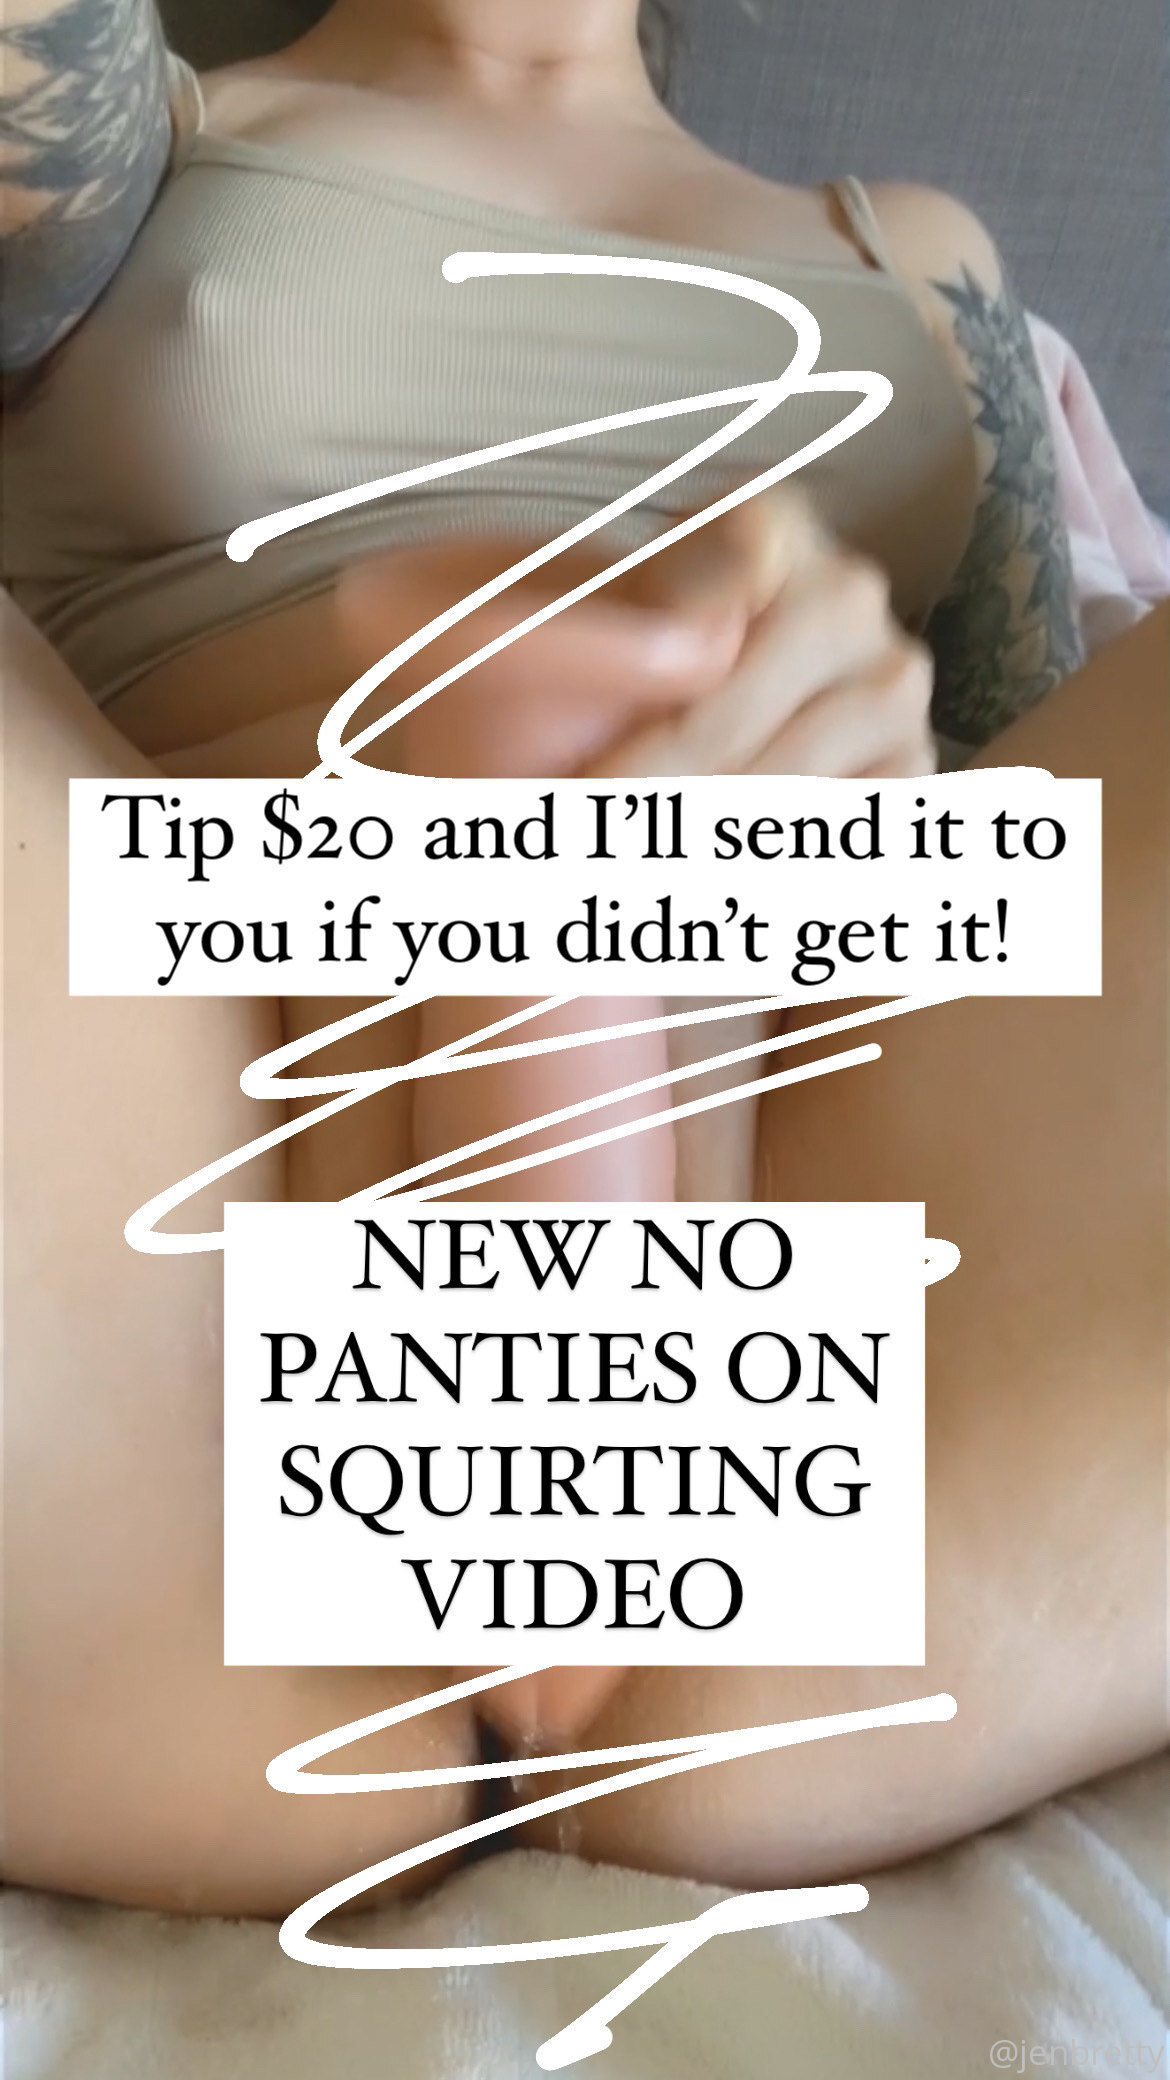 Tip $20 and I’ll send it to
you if you didn’t get it!
NEW NO
PANTIES ON
SQUIRTING
VIDEO
@jenbretty